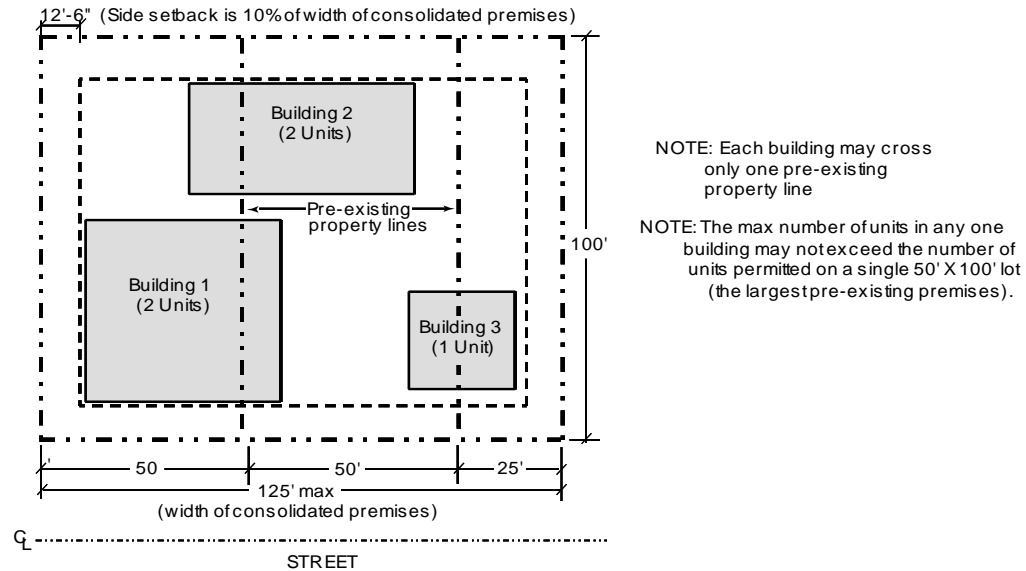 12'-6" (Side setback is 10% of width of consolidated premises)
Building 2
(2 Units)
NOTE: Each building may cross
only one pre-existing
property line
Pre-existing
property lines
NOTE: The max number of units in any one
building may not exceed the number of
units permitted on a single 50' X 100' lot
(the largest pre-existing premises).
100'
Building 1
(2 Units)
Building 3
(1 Unit)
' 50 50' 25'
125' max
(width of consolidated premises)
CL
STREET